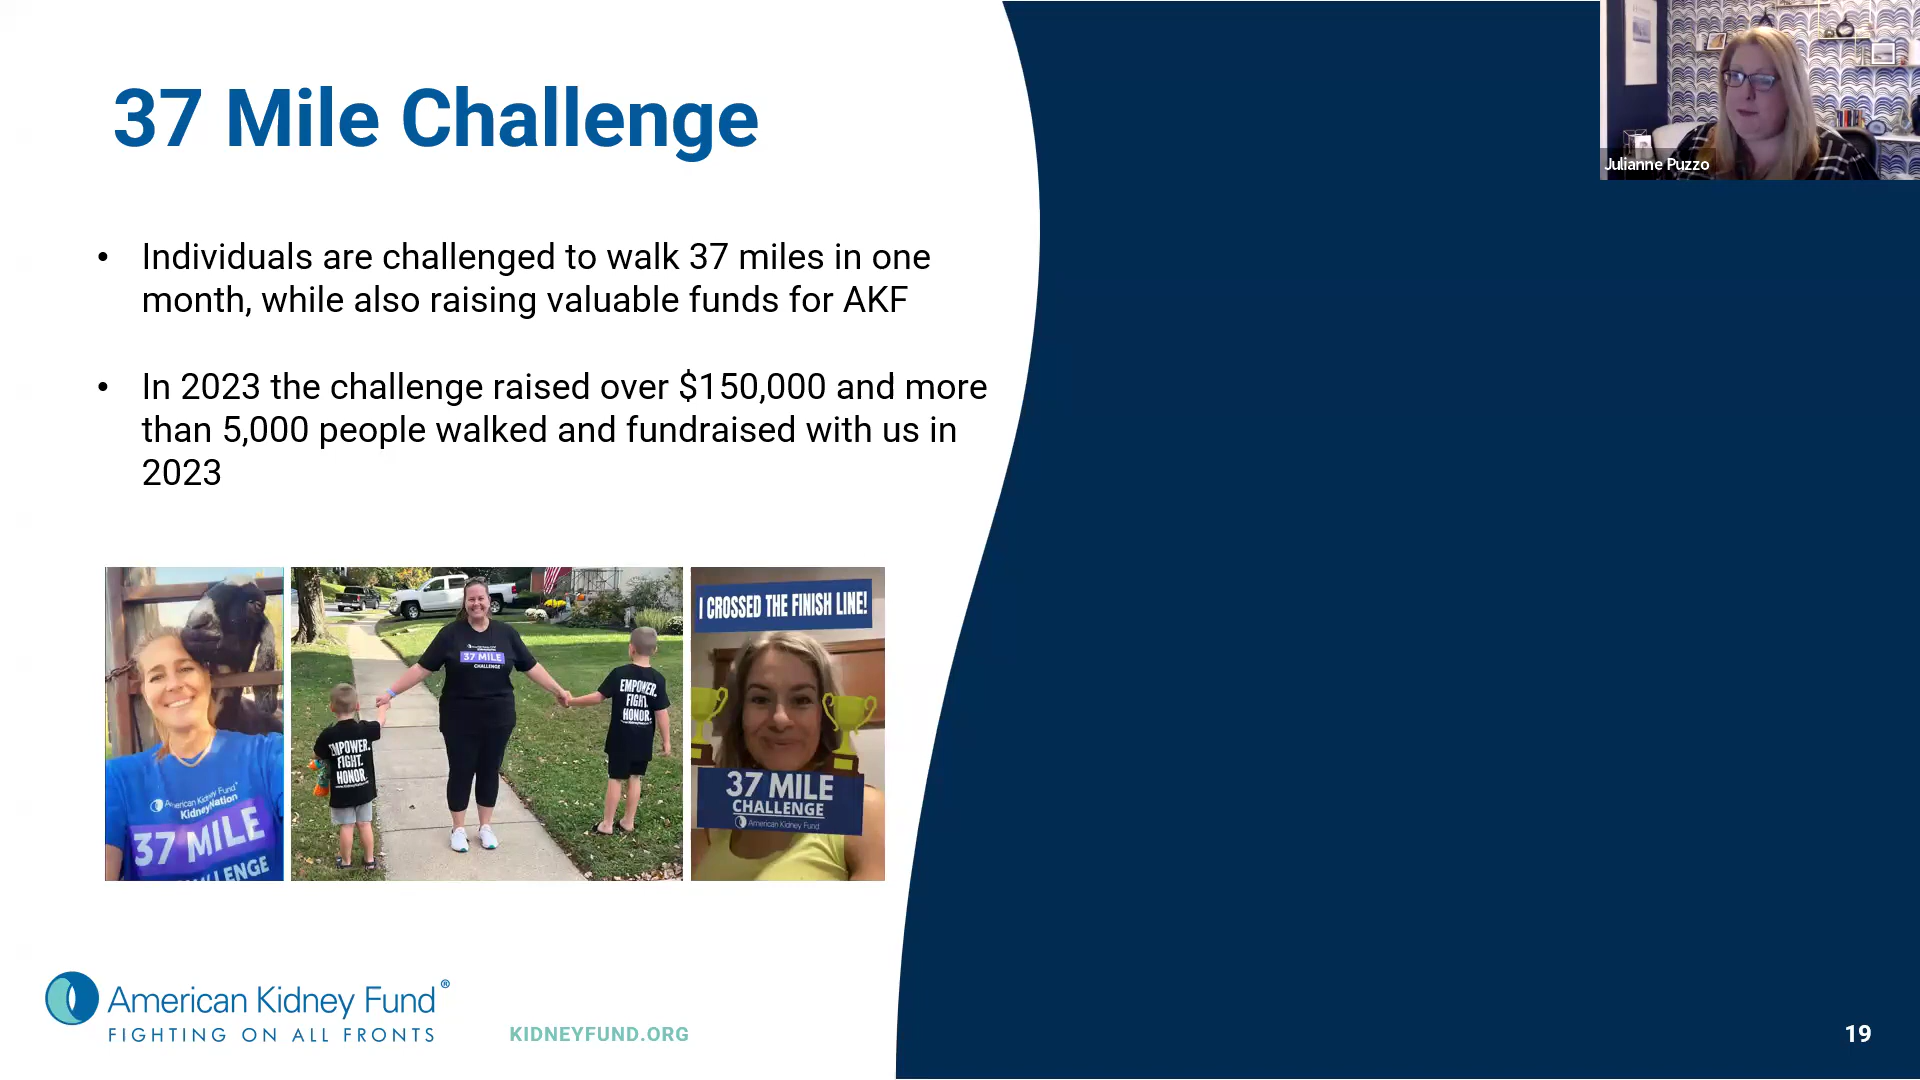 37 Mile Challenge
Julianne Puzzo
• Individuals are challenged to walk 37 miles in one
month, while also raising valuable funds for AKF
• In 2023 the challenge raised over $150,000 and more
than 5,000 people walked and fundraised with us in
2023
American Kidney Fund®
KidneyNation
37 MILE
37 MILE
CHALLENGE
EMPOWER.
FIGHT.
HONOR.
EMPOWER.
FIGHT.
HONOR.
I CROSSED THE FINISH LINE!
37 MILE
CHALLENGE
American Kidney Fund
American Kidney Fund®
FIGHTING ON ALL FRONTS
KIDNEYFUND.ORG
19